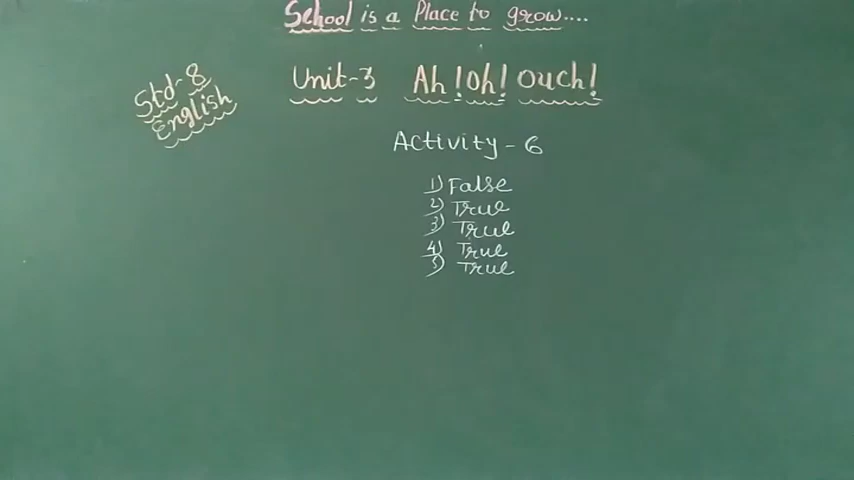 School is a Place to grow....
Std-8
English
Unit-3 Ah!oh! ouch!
Activity - 6
1) False
2) True
3) True
4) True
5) True